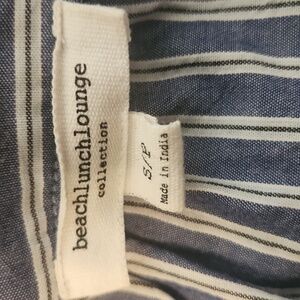 beachlunchlounge
collection
S/P
Made in India